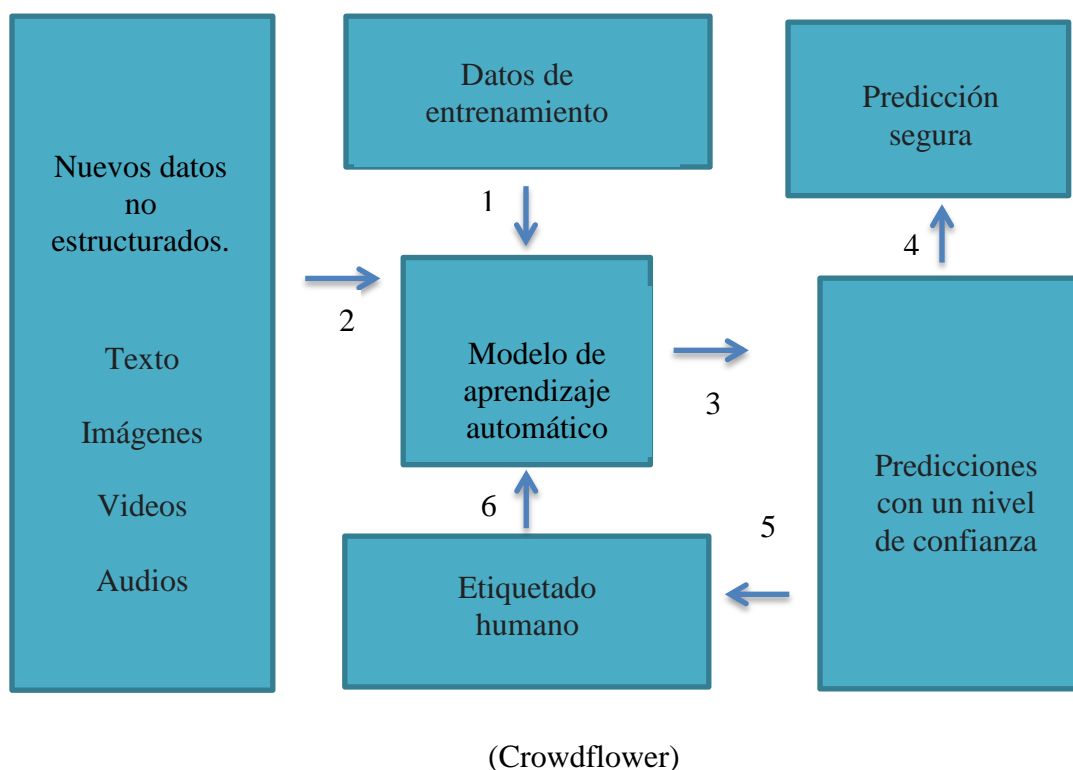 Nuevos datos
no
estructurados.
Texto
Imágenes
Videos
Audios
Datos de
entrenamiento
1
2
Modelo de
aprendizaje
automático
3
6
Etiquetado
humano
Predicción
segura
4
Predicciones
con un nivel
de confianza
5
(Crowdflower)